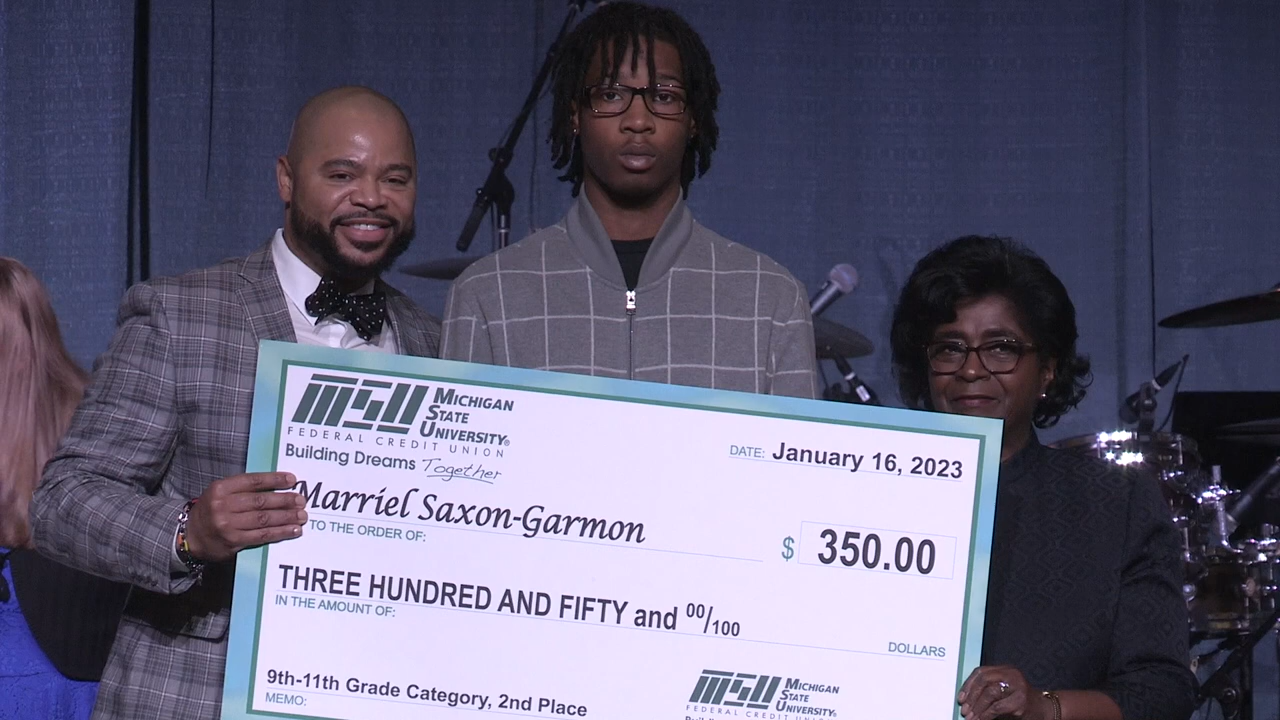 MSU MICHIGAN
STATE
UNIVERSITY®
FEDERAL CREDIT UNION
Building Dreams Together
DATE: January 16, 2023
Marriel Saxon-Garmon
TO THE ORDER OF:
$ 350.00
THREE HUNDRED AND FIFTY and 00/100
IN THE AMOUNT OF:
DOLLARS
9th-11th Grade Category, 2nd Place
MEMO:
MSU MICHIGAN
STATE
UNIVERSITY
FEDERAL CREDIT UNION